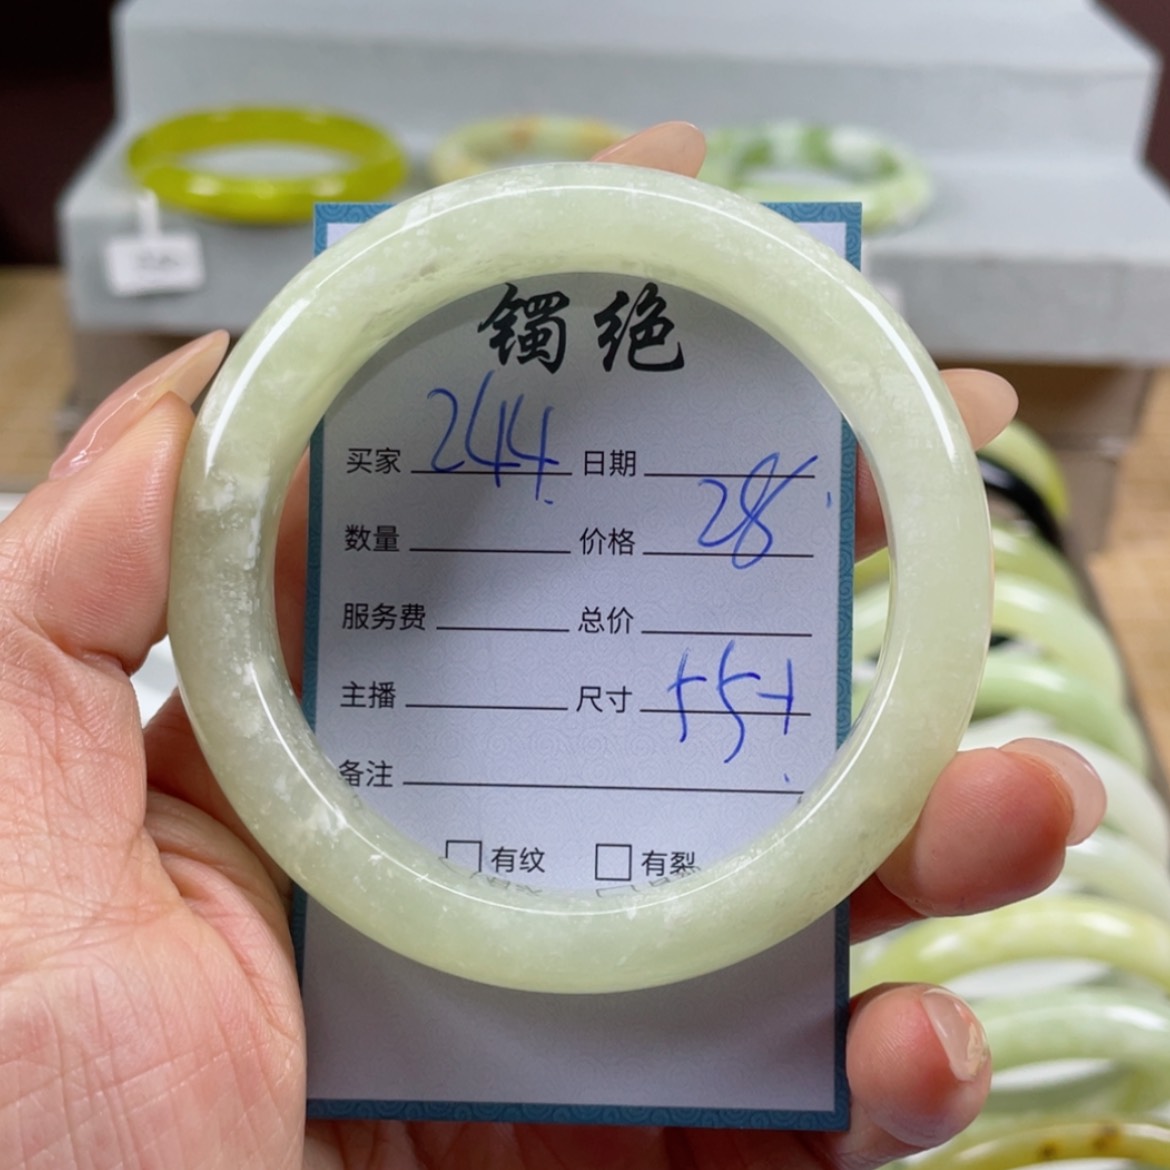 镯绝
买家 244. 日期
数量 价格 28
服务费 总价
主播 尺寸 55+
备注
□ 有纹 □ 有裂